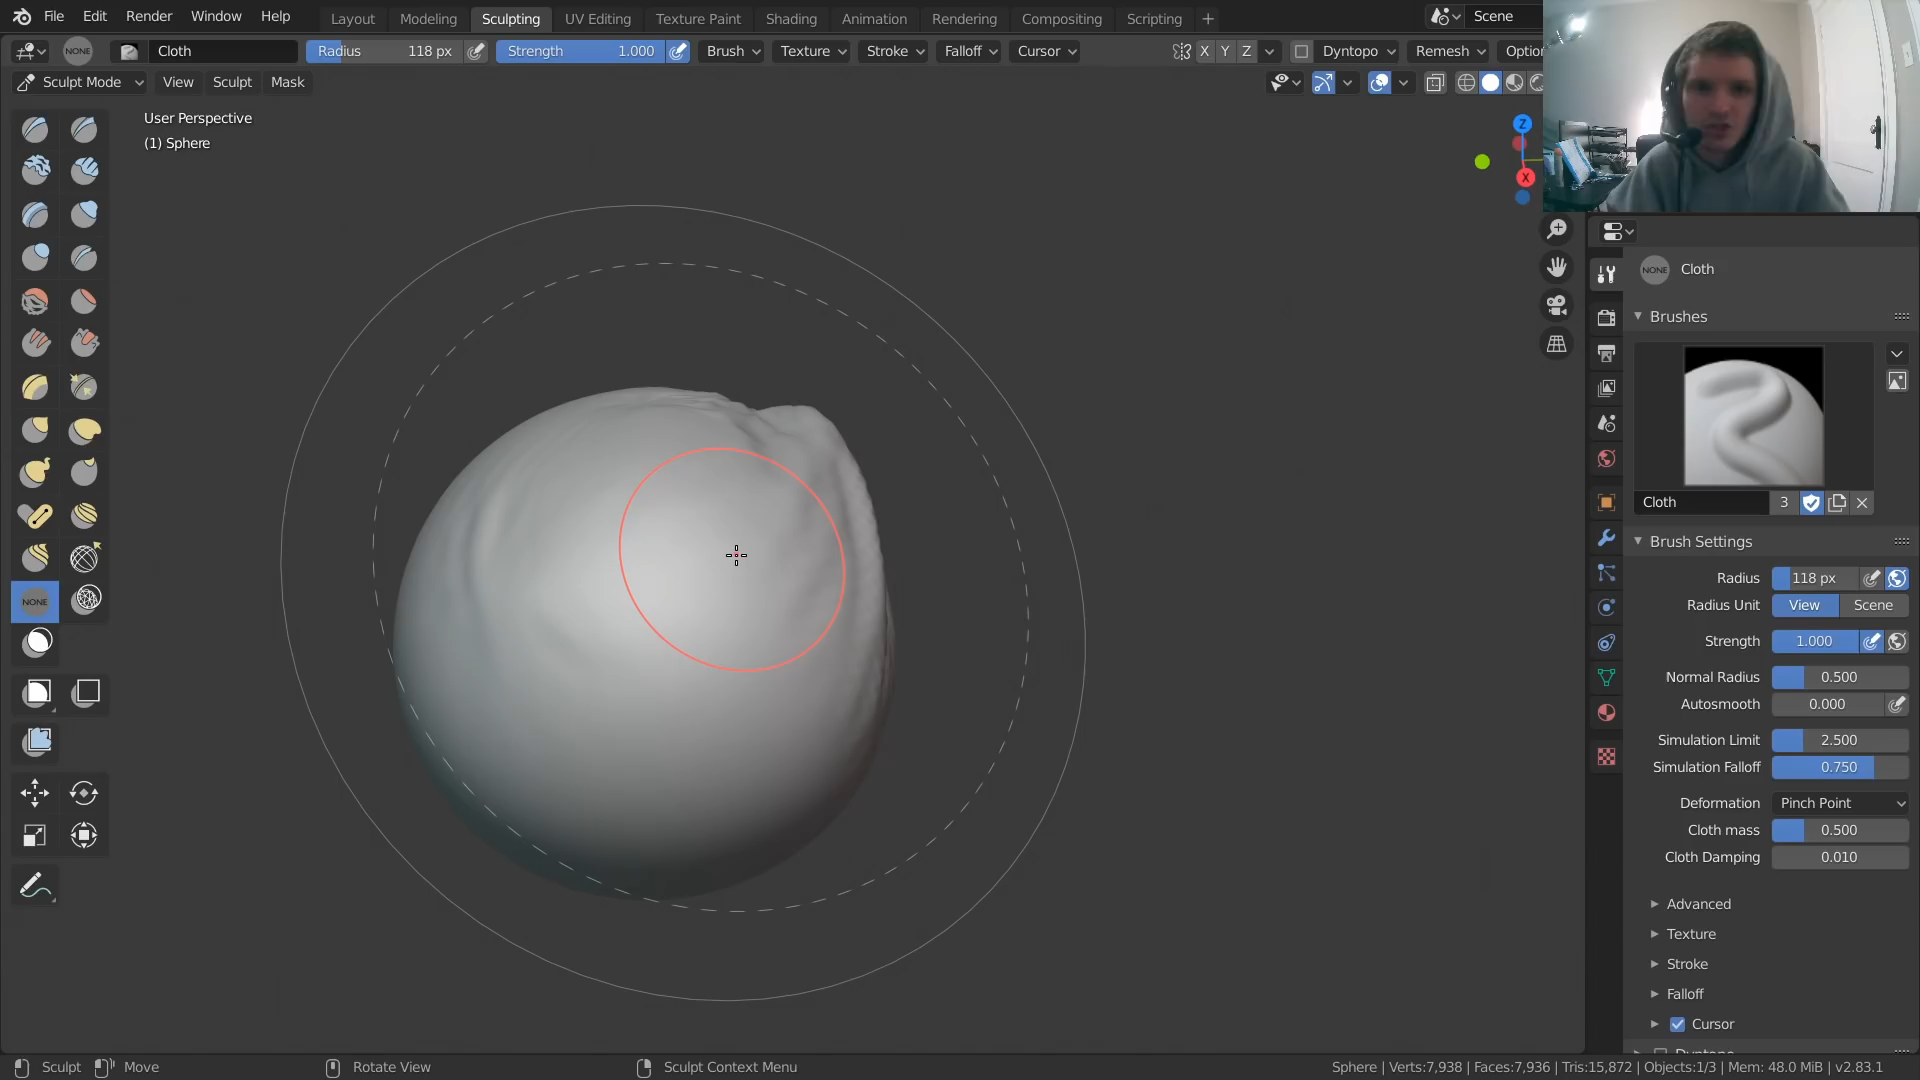 File Edit Render Window Help Layout Modeling Sculpting UV Editing Texture Paint Shading Animation Rendering Compositing Scripting + Scene
NONE Cloth Radius 118 px Strength 1.000 Brush Texture Stroke Falloff Cursor X Y Z Dyntopo Remesh Optio
Sculpt Mode View Sculpt Mask
User Perspective
(1) Sphere
Z
X
NONE
NONE Cloth
Brushes
Cloth 3
Brush Settings
Radius 118 px
Radius Unit View Scene
Strength 1.000
Normal Radius 0.500
Autosmooth 0.000
Simulation Limit 2.500
Simulation Falloff 0.750
Deformation Pinch Point
Cloth mass 0.500
Cloth Damping 0.010
Advanced
Texture
Stroke
Falloff
Cursor
Sculpt Move Rotate View Sculpt Context Menu Sphere | Verts:7,938 | Faces:7,936 | Tris:15,872 | Objects:1/3 | Mem: 48.0 MiB | v2.83.1